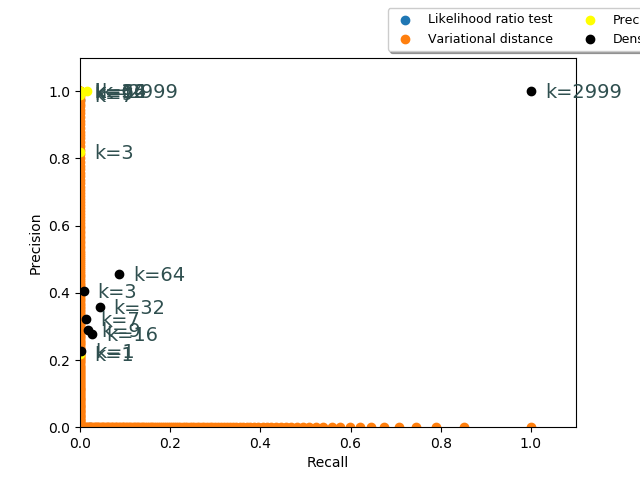 Likelihood ratio test
Variational distance
Prec
Dens
1.0
0.8
0.6
0.4
0.2
0.0
Precision
k=2999
k=3
k=64
k=3
k=32
k=7
k=9
k=16
k=1
k=1
0.0
0.2
0.4
0.6
0.8
1.0
Recall